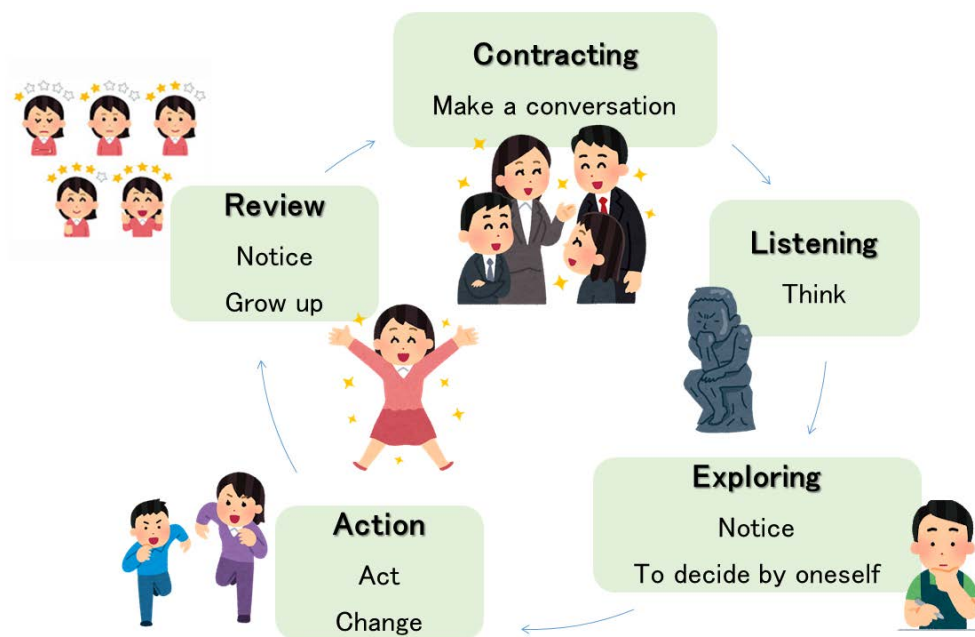 Contracting
Make a conversation
Listening
Think
Exploring
Notice
To decide by oneself
Action
Act
Change
Review
Notice
Grow up